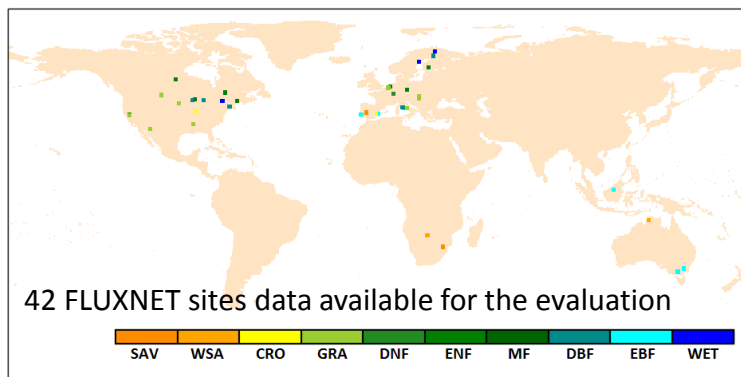 42 FLUXNET sites data available for the evaluation
SAV WSA CRO GRA DNF ENF MF DBF EBF WET